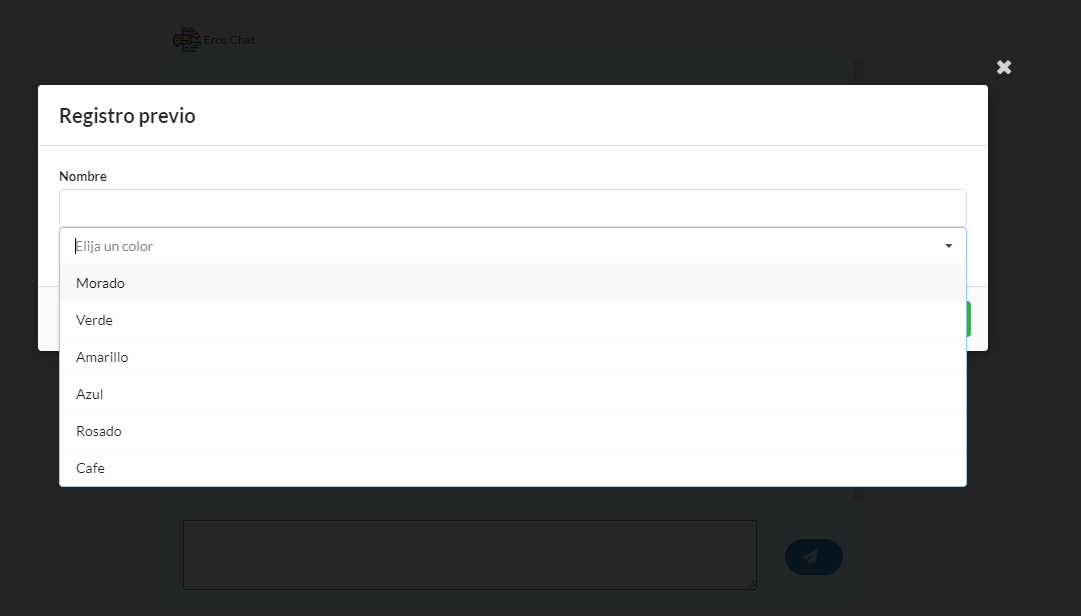 Eros Chat
Registro previo
Nombre
Elija un color
Morado
Verde
Amarillo
Azul
Rosado
Cafe